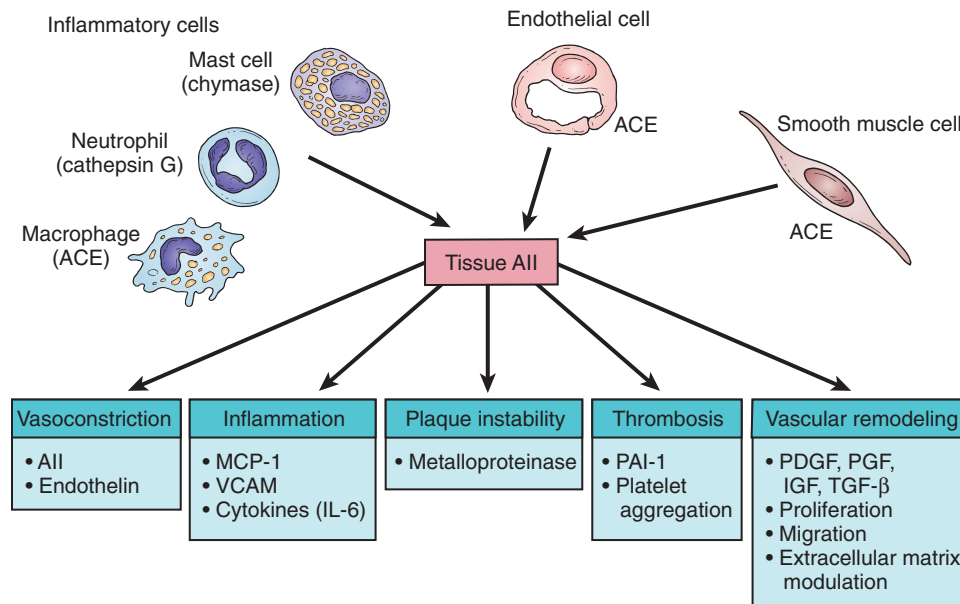 Inflammatory cells
Mast cell
(chymase)
Neutrophil
(cathepsin G)
Macrophage
(ACE)
Endothelial cell
ACE
Smooth muscle cell
ACE
Tissue AII
Vasoconstriction
• AII
• Endothelin
Inflammation
• MCP-1
• VCAM
• Cytokines (IL-6)
Plaque instability
• Metalloproteinase
Thrombosis
• PAI-1
• Platelet
aggregation
Vascular remodeling
• PDGF, PGF,
IGF, TGF-β
• Proliferation
• Migration
• Extracellular matrix
modulation